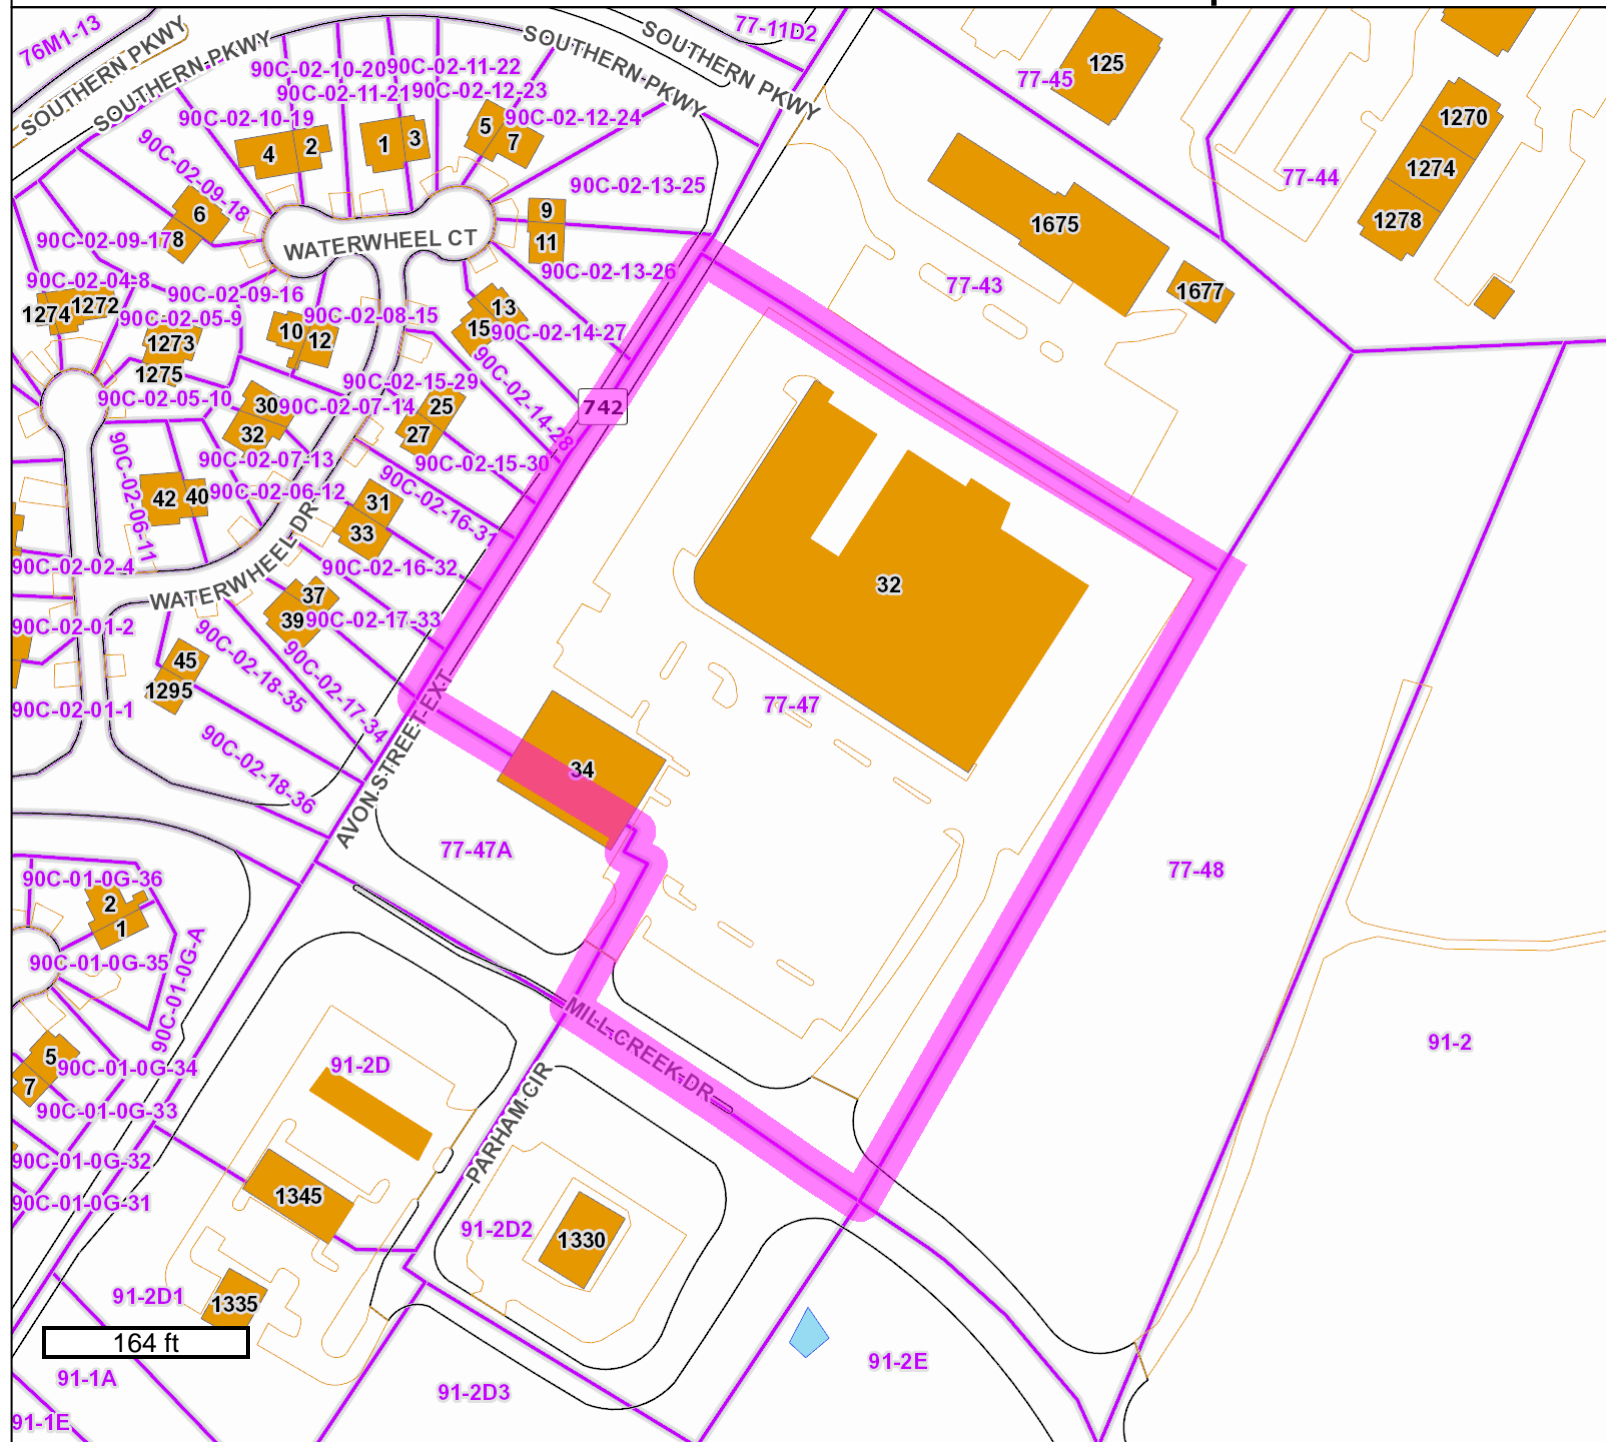 76M1-13
SOUTHERN PKWY
SOUTHERN PKWY
SOUTHERN PKWY
SOUTHERN PKWY
77-11D2
125
77-45
1270
1274
1278
77-44
90C-02-10-20
90C-02-11-22
90C-02-11-21
90C-02-12-23
90C-02-10-19
90C-02-12-24
4
2
1
3
5
7
90C-02-09-18
90C-02-13-25
6
8
9
11
90C-02-09-17
WATERWHEEL CT
1675
1677
77-43
90C-02-13-26
90C-02-04-8
90C-02-09-16
1274
1272
90C-02-05-9
90C-02-08-15
13
15
90C-02-14-27
10
12
1273
1275
90C-02-14-28
90C-02-15-29
90C-02-05-10
90C-02-07-14
30
32
25
27
742
90C-02-07-13
90C-02-15-30
90C-02-06-11
42
40
90C-02-06-12
90C-02-16-31
31
33
90C-02-02-4
90C-02-16-32
WATERWHEEL DR
32
37
39
90C-02-17-33
90C-02-01-2
90C-02-18-35
90C-02-17-34
45
1295
90C-02-01-1
77-47
90C-02-18-36
AVON STREET EXT
34
77-47A
77-48
90C-01-0G-36
2
1
90C-01-0G-35
90C-01-0G-A
MILL CREEK DR
91-2
5
7
90C-01-0G-34
91-2D
90C-01-0G-33
PARHAM CIR
90C-01-0G-32
90C-01-0G-31
1345
91-2D2
1330
91-2D1
1335
164 ft
91-2E
91-1A
91-2D3
91-1E